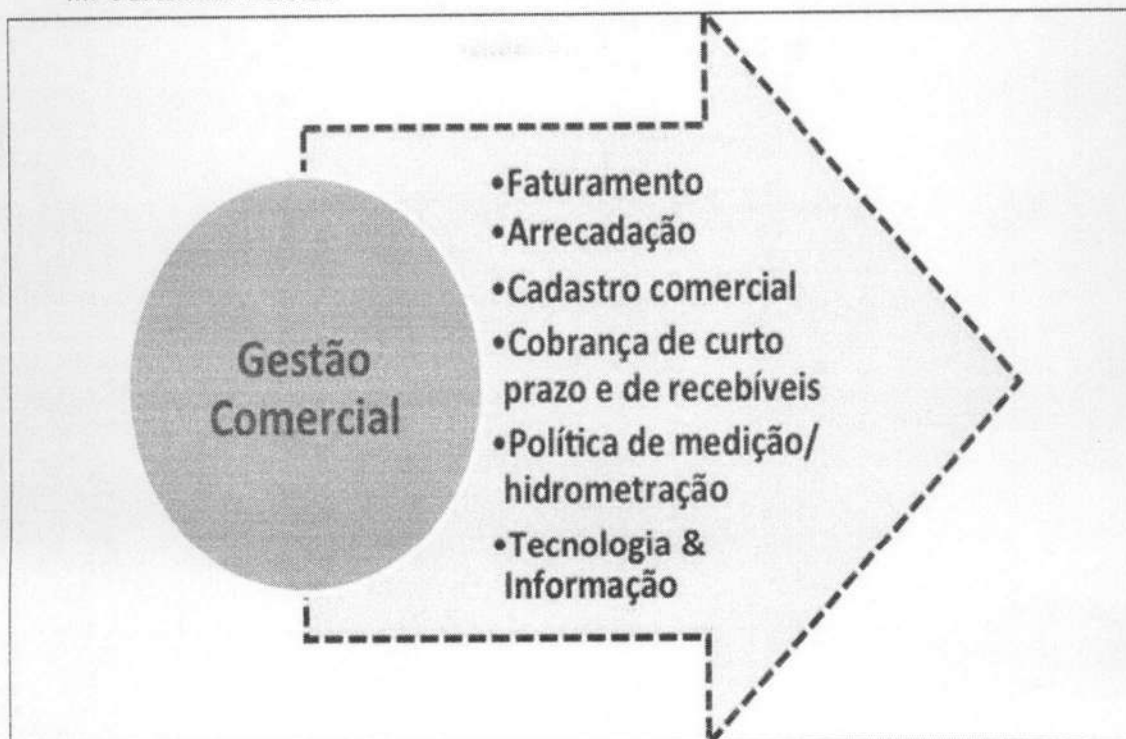 Gestão
Comercial
•Faturamento
•Arrecadação
•Cadastro comercial
•Cobrança de curto
prazo e de recebíveis
•Política de medição/
hidrometração
•Tecnologia &
Informação